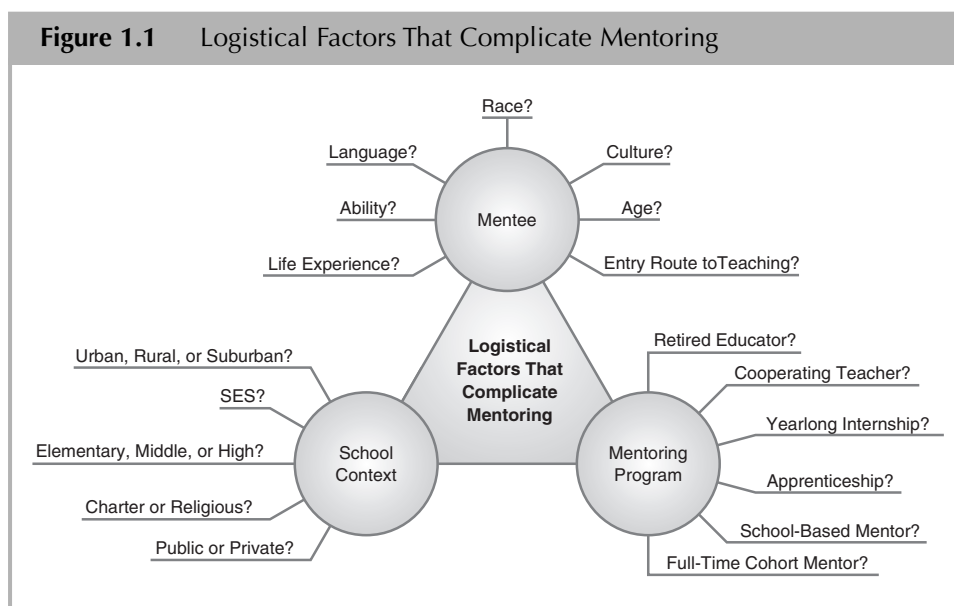 Figure 1.1 Logistical Factors That Complicate Mentoring
Race?
Language?
Culture?
Ability?
Mentee
Age?
Life Experience?
Entry Route toTeaching?
Logistical
Factors That
Complicate
Mentoring
Urban, Rural, or Suburban?
SES?
Elementary, Middle, or High?
School
Context
Charter or Religious?
Public or Private?
Retired Educator?
Cooperating Teacher?
Yearlong Internship?
Mentoring
Program
Apprenticeship?
School-Based Mentor?
Full-Time Cohort Mentor?